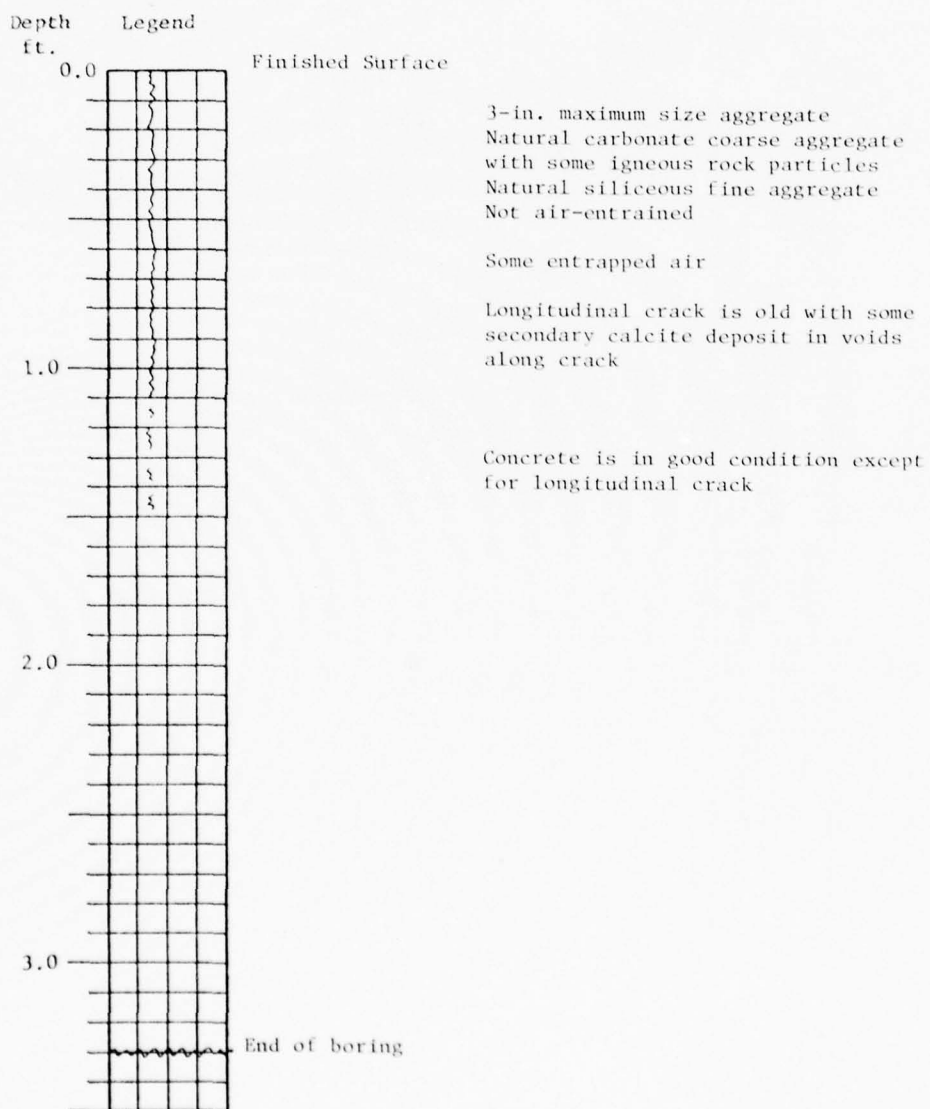 Depth Legend
ft.
0.0
Finished Surface
3-in. maximum size aggregate
Natural carbonate coarse aggregate
with some igneous rock particles
Natural siliceous fine aggregate
Not air-entrained
Some entrapped air
Longitudinal crack is old with some
secondary calcite deposit in voids
along crack
1.0
Concrete is in good condition except
for longitudinal crack
2.0
3.0
End of boring